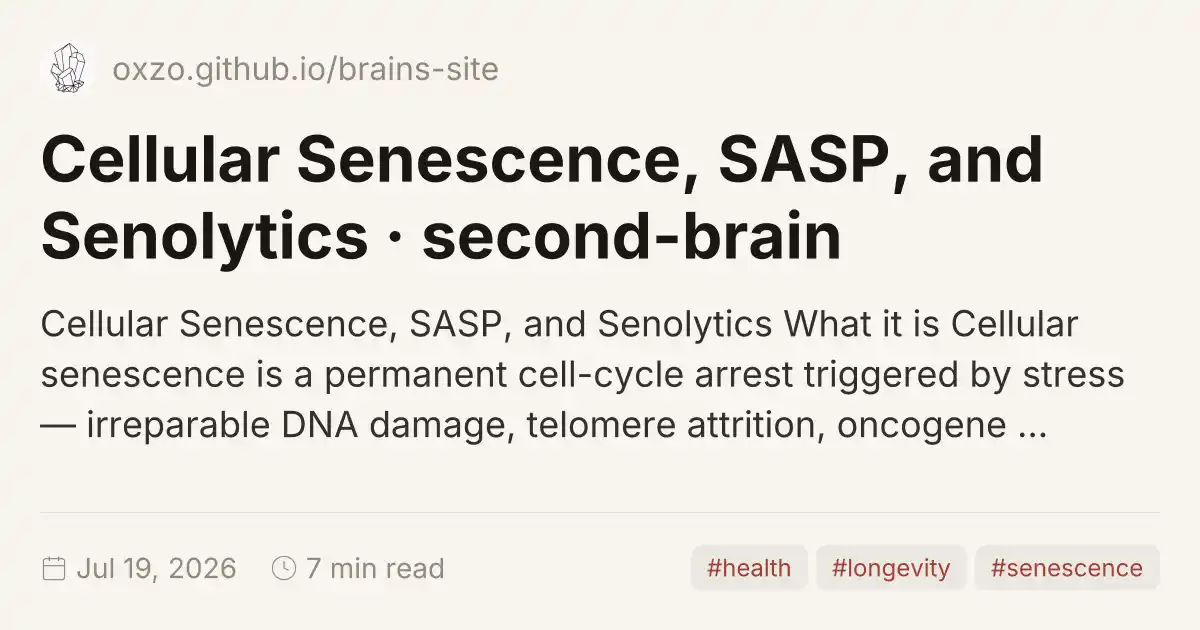 oxzo.github.io/brains-site
Cellular Senescence, SASP, and
Senolytics · second-brain
Cellular Senescence, SASP, and Senolytics What it is Cellular
senescence is a permanent cell-cycle arrest triggered by stress
— irreparable DNA damage, telomere attrition, oncogene ...
Jul 19, 2026 7 min read #health #longevity #senescence